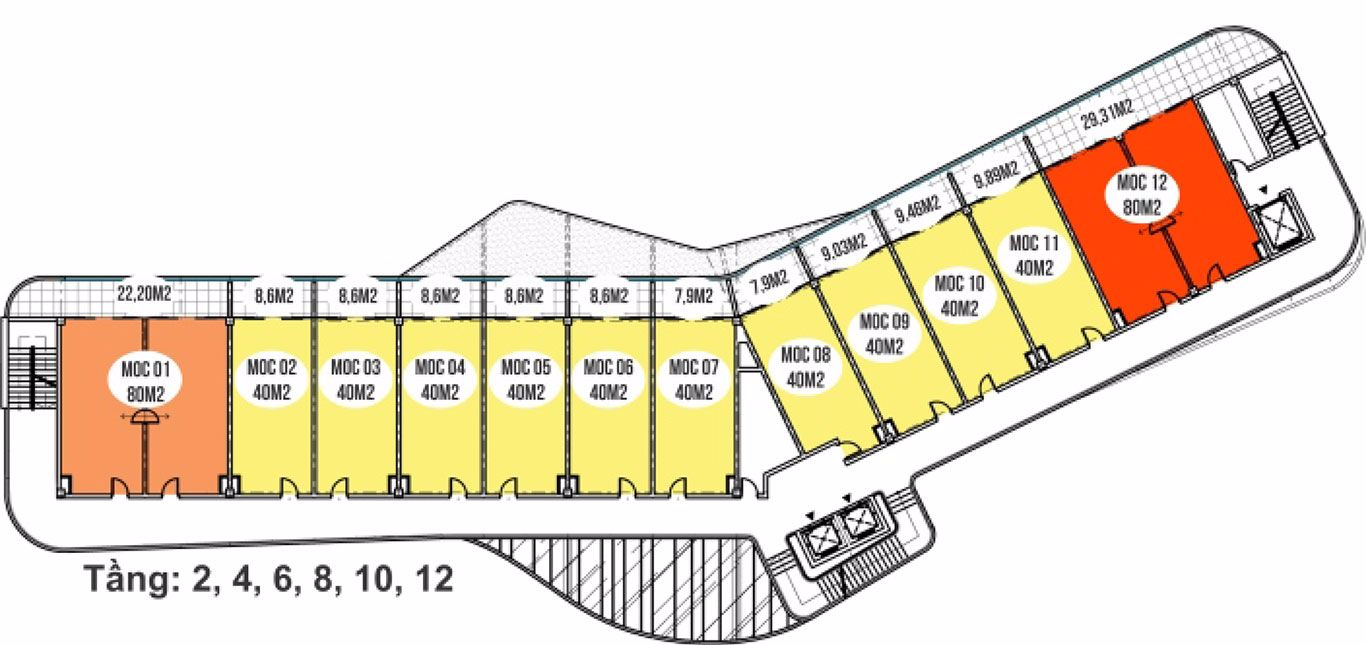 29,31M2
9,89M2
9.46M2
9.03M2
7,9M2
22,20M2
8,6M2
8,6M2
8,6M2
8,6M2
8,6M2
7,9M2
MOC 01
80M2
MOC 02
40M2
MOC 03
40M2
MOC 04
40M2
MOC 05
40M2
MOC 06
40M2
MOC 07
40M2
MOC 08
40M2
MOC 09
40M2
MOC 10
40M2
MOC 11
40M2
MOC 12
80M2
Tầng: 2, 4, 6, 8, 10, 12